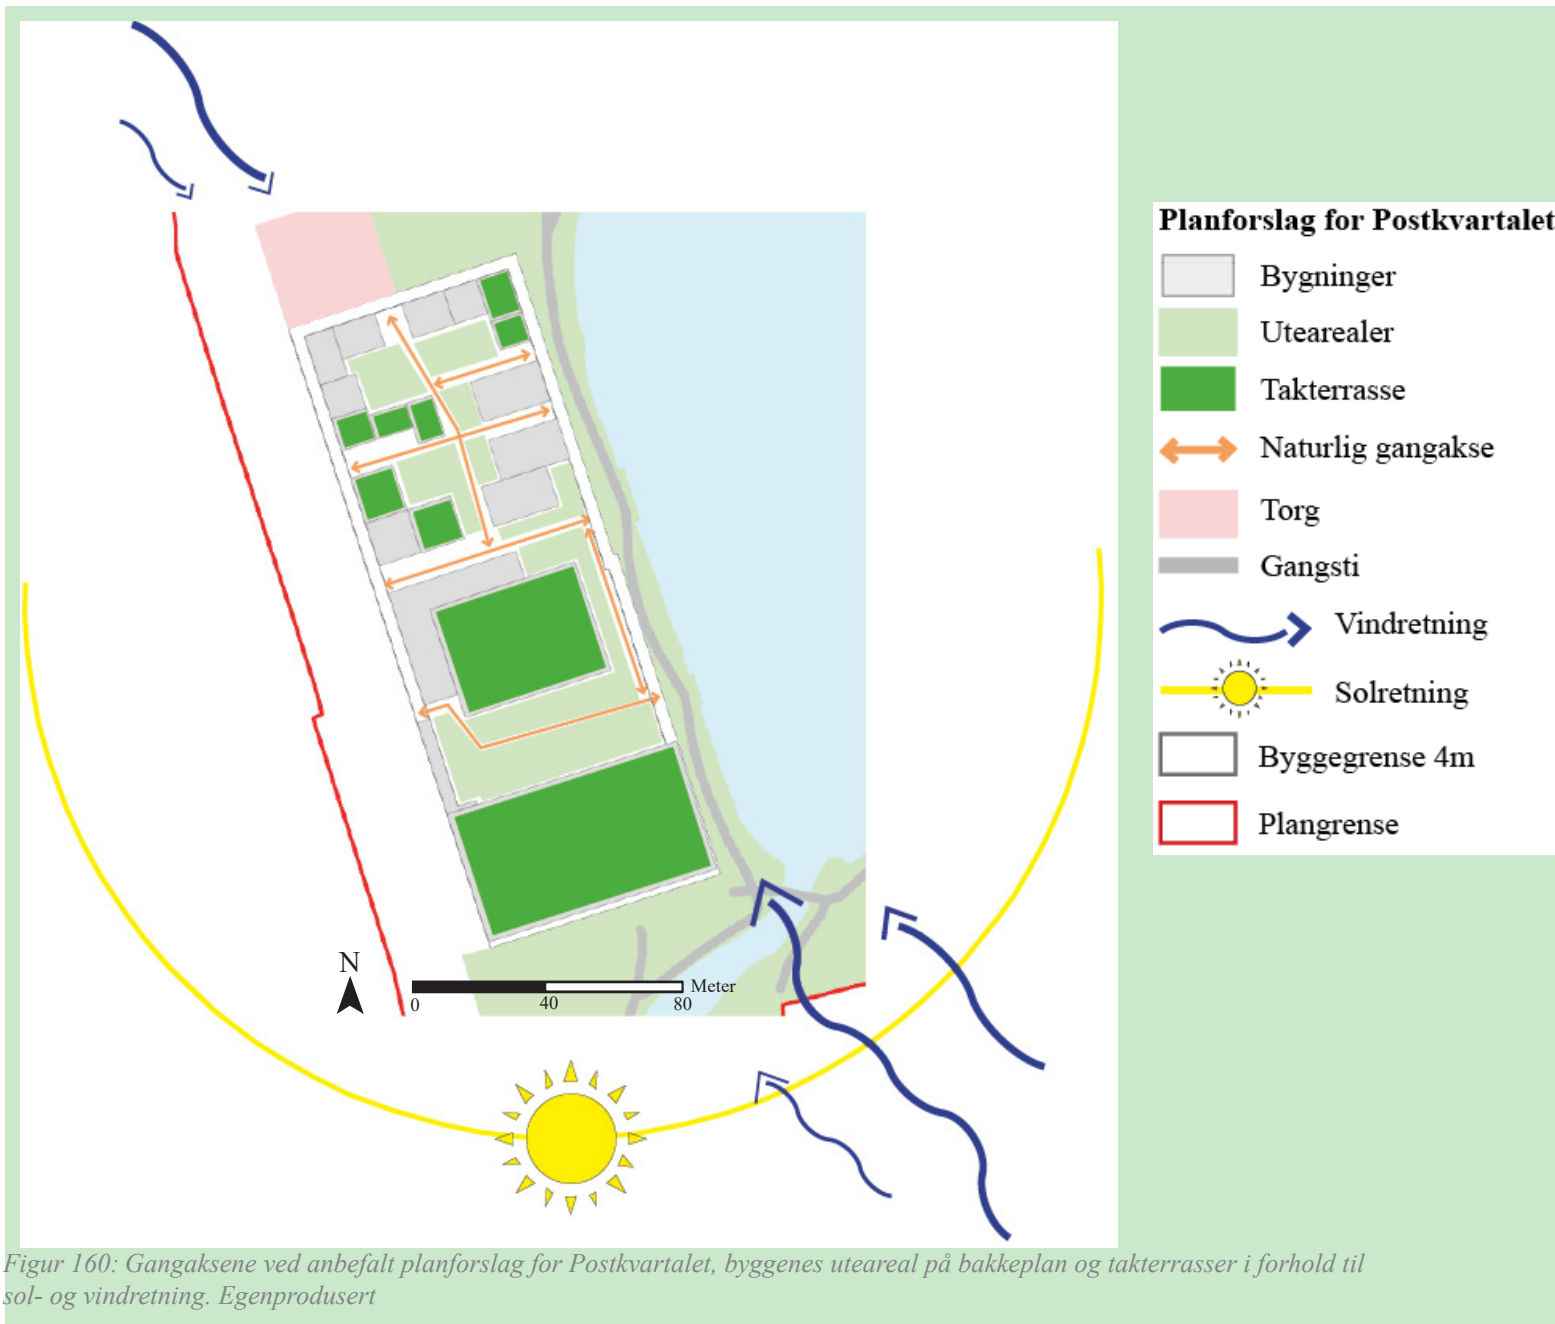 Planforslag for Postkvartalet
Bygninger
Utearealer
Takterrasse
Naturlig gangakse
Torg
Gangsti
Vindretning
Solretning
Byggegrense 4m
Plangrense
N
Meter
0 40 80
Figur 160: Gangaksene ved anbefalt planforslag for Postkvartalet, byggenes uteareal på bakkeplan og takterrasser i forhold til
sol- og vindretning. Egenprodusert